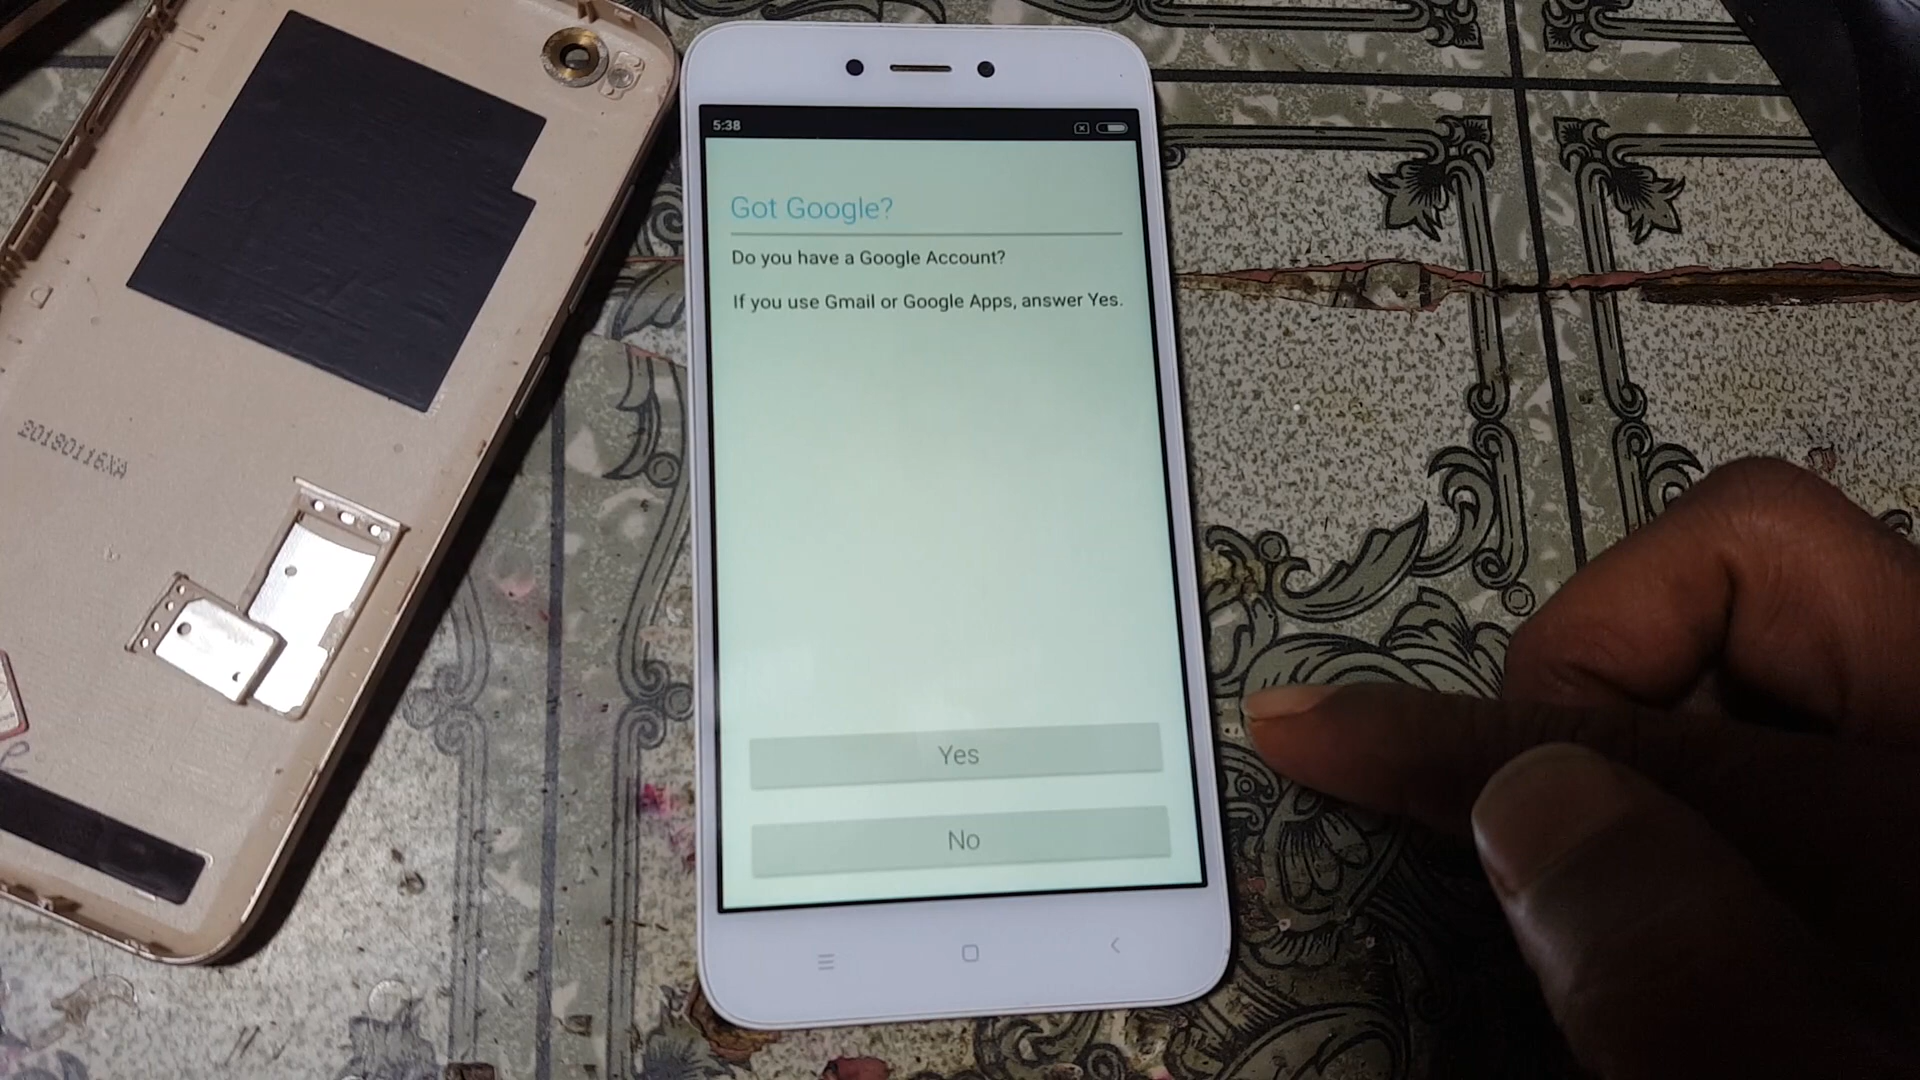 5:38
Got Google?
Do you have a Google Account?
If you use Gmail or Google Apps, answer Yes.
Yes
No
20180116XA